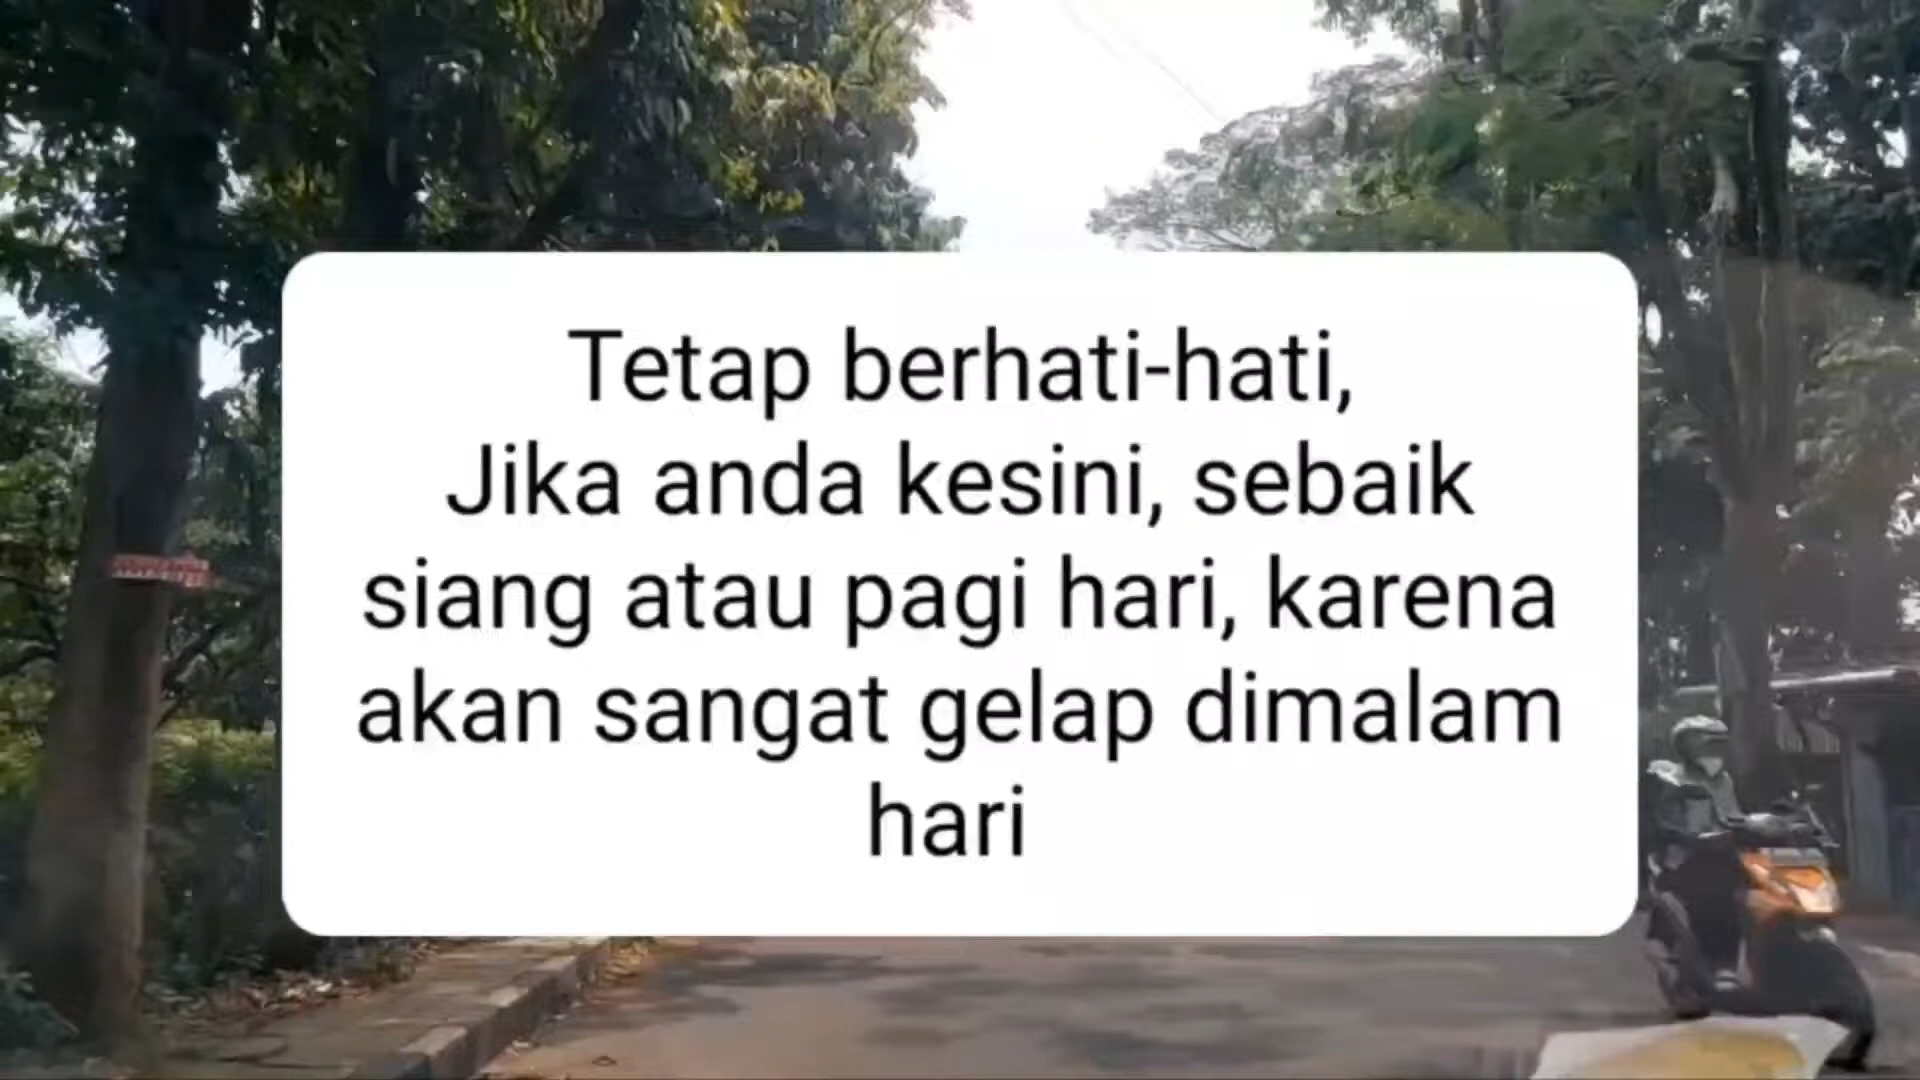 Tetap berhati-hati,
Jika anda kesini, sebaik
siang atau pagi hari, karena
akan sangat gelap dimalam
hari